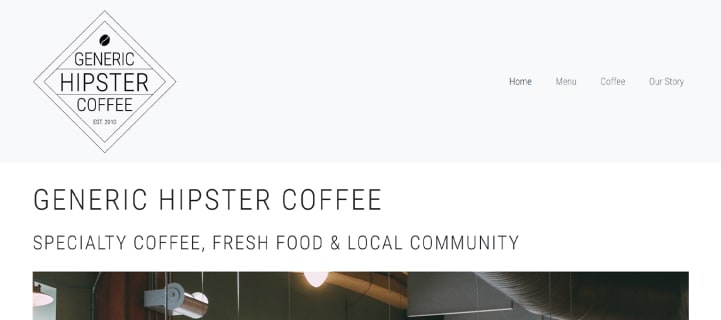 GENERIC
HIPSTER
COFFEE
EST. 2010
Home Menu Coffee Our Story
GENERIC HIPSTER COFFEE
SPECIALTY COFFEE, FRESH FOOD & LOCAL COMMUNITY